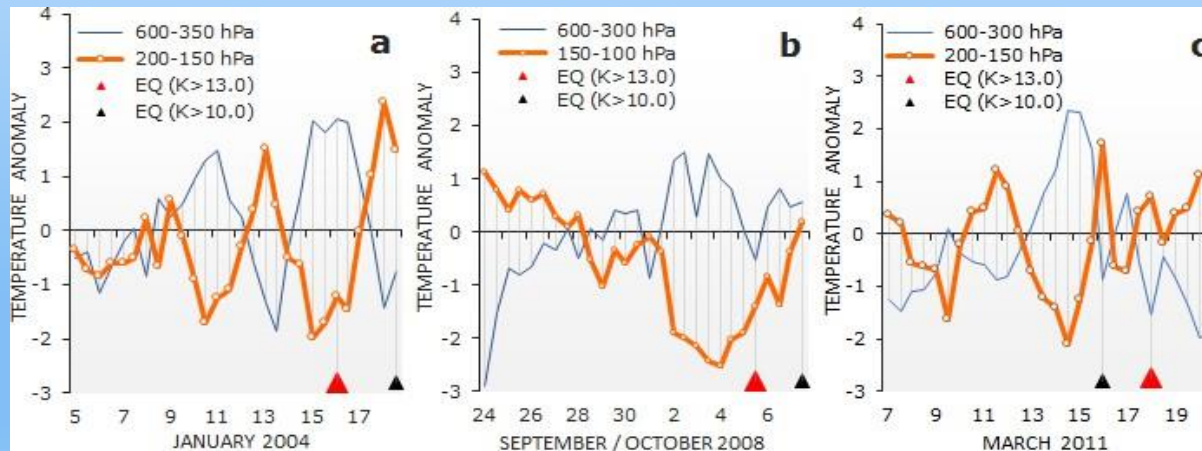 600-350 hPa
200-150 hPa
EQ (K>13.0)
EQ (K>10.0)
a
TEMPERATURE ANOMALY
4
3
2
1
0
-1
-2
-3
5 7 9 11 13 15 17
JANUARY 2004
600-300 hPa
150-100 hPa
EQ (K>13.0)
EQ (K>10.0)
b
TEMPERATURE ANOMALY
4
3
2
1
0
-1
-2
-3
24 26 28 30 2 4 6
SEPTEMBER / OCTOBER 2008
600-300 hPa
200-150 hPa
EQ (K>13.0)
EQ (K>10.0)
c
TEMPERATURE ANOMALY
4
3
2
1
0
-1
-2
-3
7 9 11 13 15 17 19
MARCH 2011